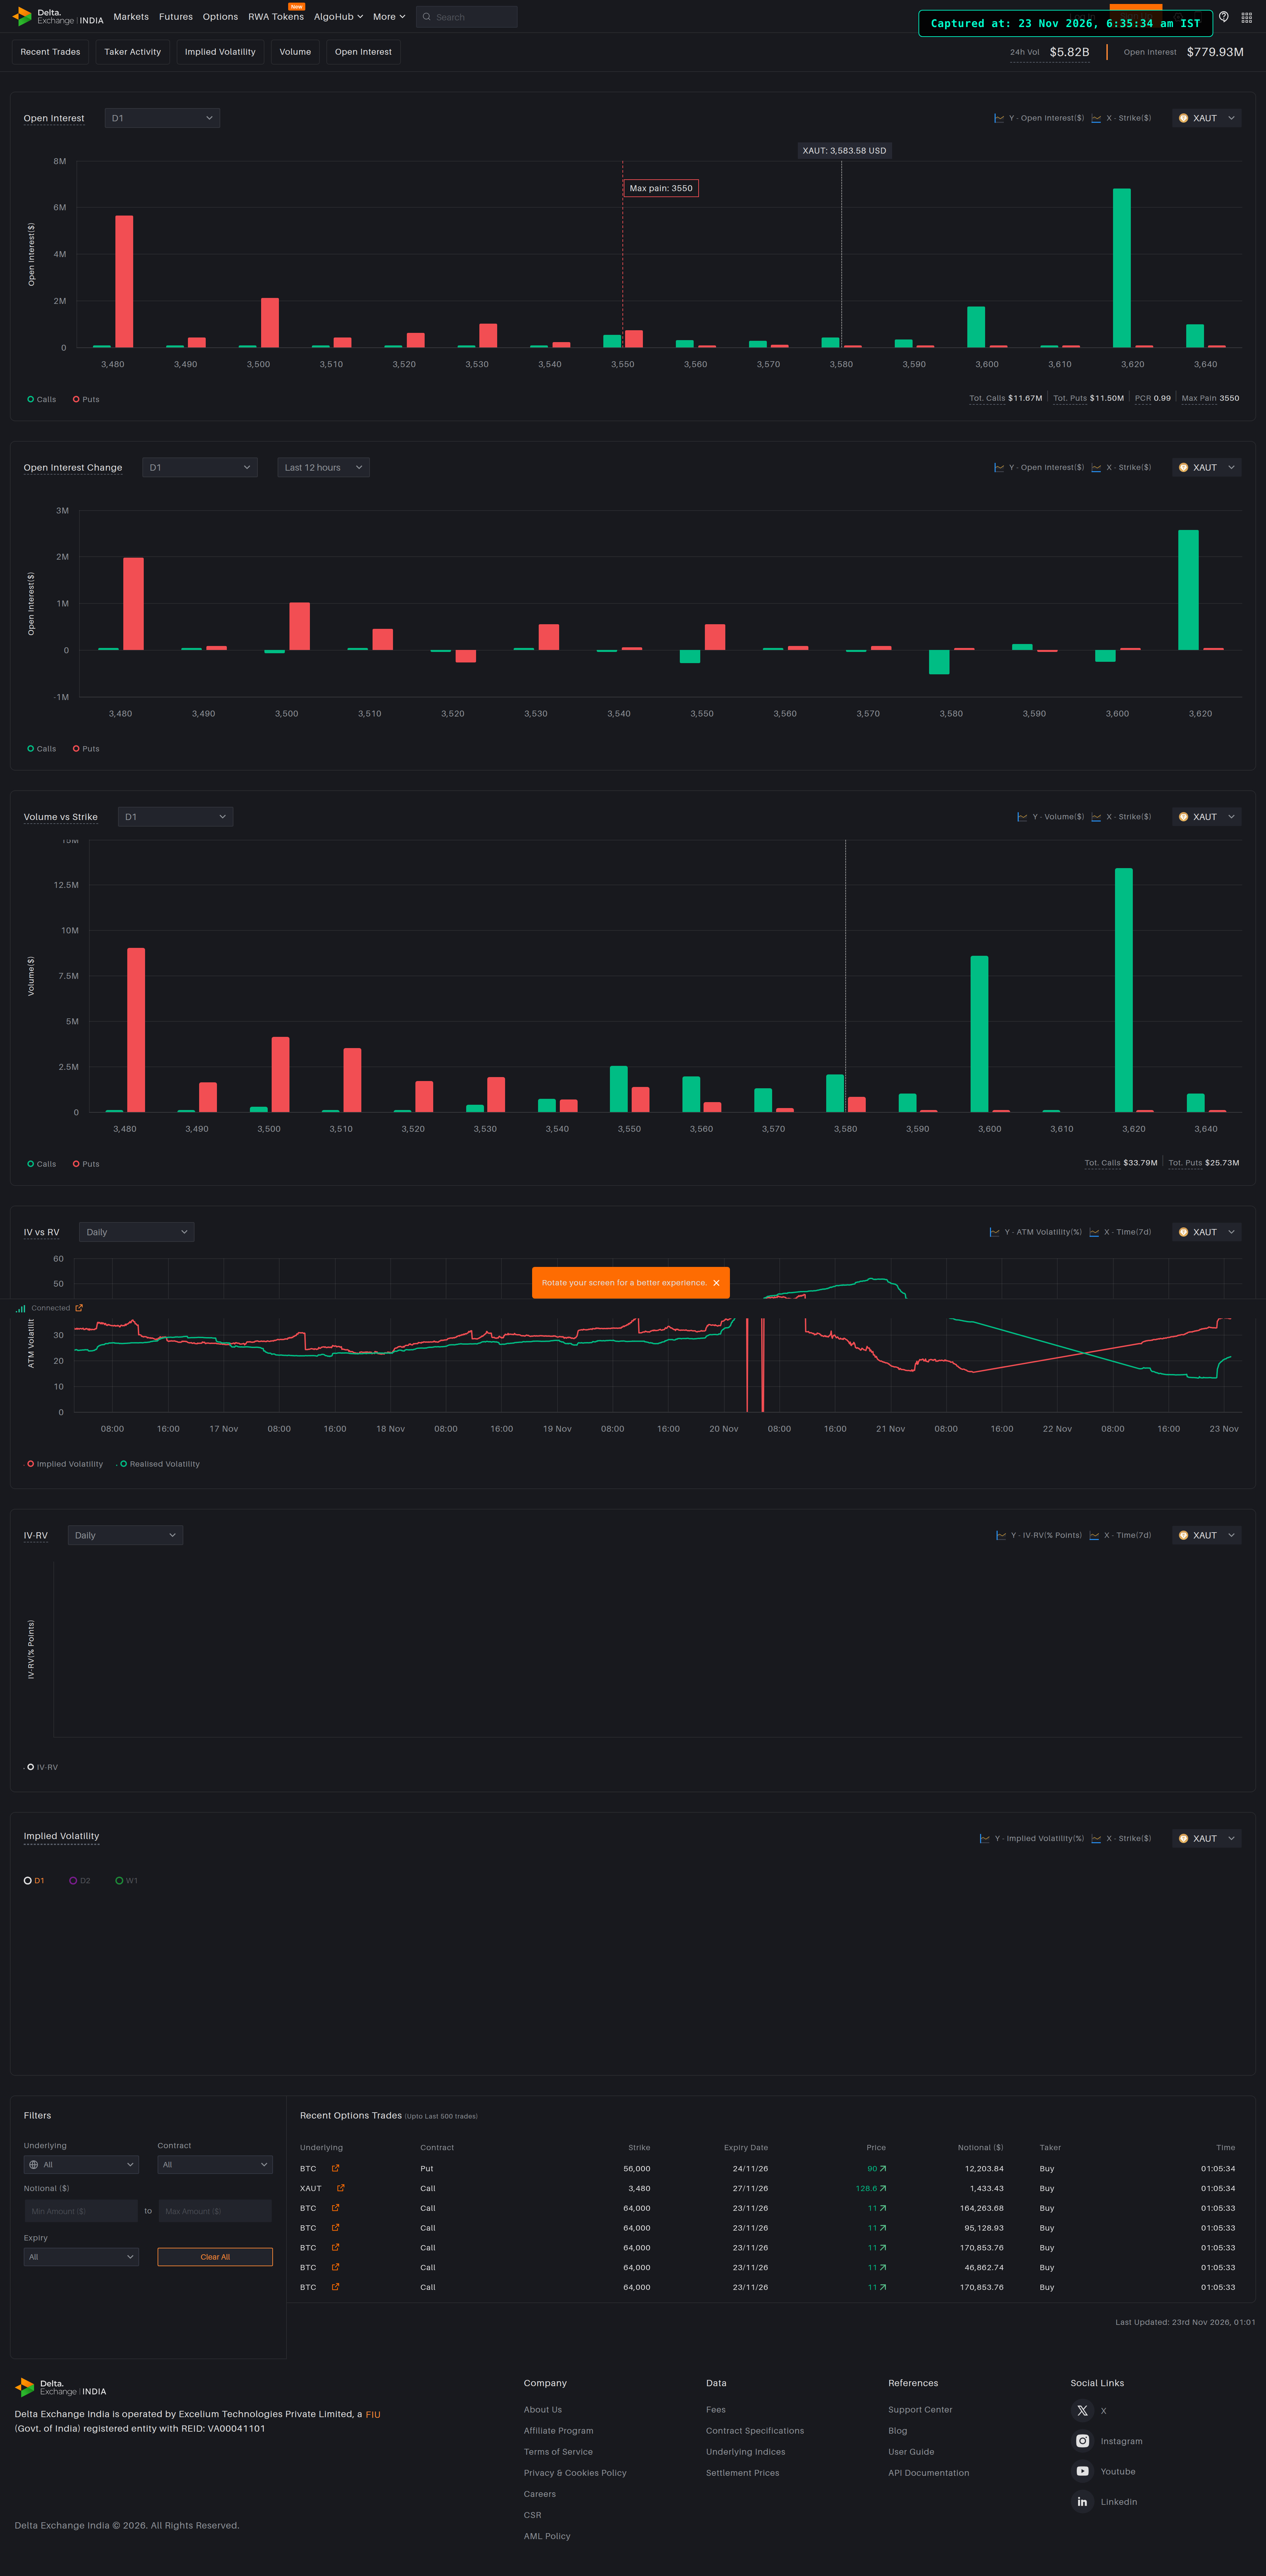 Delta.
Exchange | INDIA
Markets Futures Options RWA Tokens New AlgoHub More Search
Captured at: 23 Nov 2026, 6:35:34 am IST
Recent Trades Taker Activity Implied Volatility Volume Open Interest
24h Vol $5.82B Open Interest $779.93M
Open Interest D1 Y - Open Interest($) X - Strike($) XAUT
XAUT: 3,583.58 USD
Max pain: 3550
8M
6M
4M
2M
0
Open Interest($)
3,480 3,490 3,500 3,510 3,520 3,530 3,540 3,550 3,560 3,570 3,580 3,590 3,600 3,610 3,620 3,640
Calls Puts
Tot. Calls $11.67M Tot. Puts $11.50M PCR 0.99 Max Pain 3550
Open Interest Change D1 Last 12 hours Y - Open Interest($) X - Strike($) XAUT
3M
2M
1M
0
-1M
Open Interest($)
3,480 3,490 3,500 3,510 3,520 3,530 3,540 3,550 3,560 3,570 3,580 3,590 3,600 3,620
Calls Puts
Volume vs Strike D1 Y - Volume($) X - Strike($) XAUT
15M
12.5M
10M
7.5M
5M
2.5M
0
Volume($)
3,480 3,490 3,500 3,510 3,520 3,530 3,540 3,550 3,560 3,570 3,580 3,590 3,600 3,610 3,620 3,640
Calls Puts
Tot. Calls $33.79M Tot. Puts $25.73M
IV vs RV Daily Y - ATM Volatility(%) X - Time(7d) XAUT
60
50
Rotate your screen for a better experience.
Connected
30
20
10
0
ATM Volatilit
08:00 16:00 17 Nov 08:00 16:00 18 Nov 08:00 16:00 19 Nov 08:00 16:00 20 Nov 08:00 16:00 21 Nov 08:00 16:00 22 Nov 08:00 16:00 23 Nov
Implied Volatility Realised Volatility
IV-RV Daily Y - IV-RV(% Points) X - Time(7d) XAUT
IV-RV(% Points)
IV-RV
Implied Volatility Y - Implied Volatility(%) X - Strike($) XAUT
D1 D2 W1
Filters
Underlying Contract
All All
Notional ($)
Min Amount ($) to Max Amount ($)
Expiry
All Clear All
Recent Options Trades (Upto Last 500 trades)
Underlying Contract Strike Expiry Date Price Notional ($) Taker Time
BTC Put 56,000 24/11/26 90 12,203.84 Buy 01:05:34
XAUT Call 3,480 27/11/26 128.6 1,433.43 Buy 01:05:34
BTC Call 64,000 23/11/26 11 164,263.68 Buy 01:05:33
BTC Call 64,000 23/11/26 11 95,128.93 Buy 01:05:33
BTC Call 64,000 23/11/26 11 170,853.76 Buy 01:05:33
BTC Call 64,000 23/11/26 11 46,862.74 Buy 01:05:33
BTC Call 64,000 23/11/26 11 170,853.76 Buy 01:05:33
Last Updated: 23rd Nov 2026, 01:01
Delta.
Exchange | INDIA
Delta Exchange India is operated by Excelium Technologies Private Limited, a FIU
(Govt. of India) registered entity with REID: VA00041101
Delta Exchange India © 2026. All Rights Reserved.
Company
About Us
Affiliate Program
Terms of Service
Privacy & Cookies Policy
Careers
CSR
AML Policy
Data
Fees
Contract Specifications
Underlying Indices
Settlement Prices
References
Support Center
Blog
User Guide
API Documentation
Social Links
X
Instagram
Youtube
Linkedin